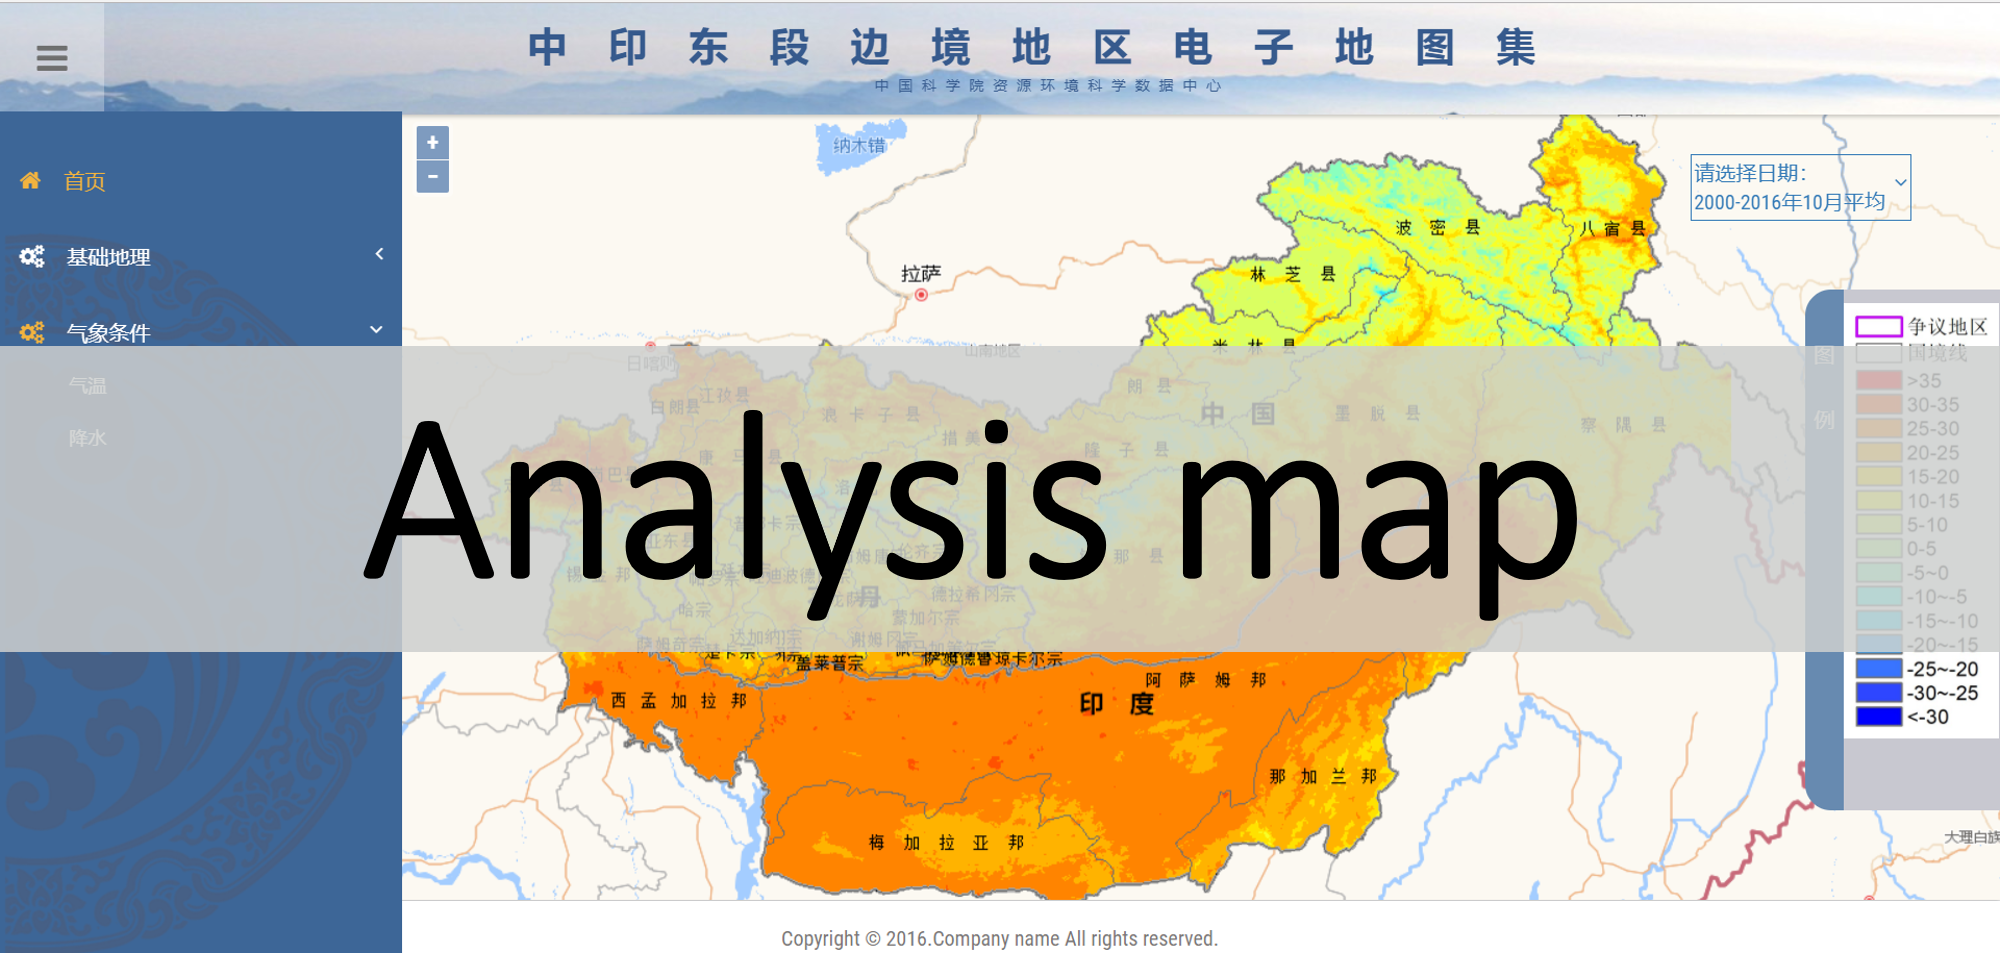 中印东段边境地区电子地图集
中国科学院资源环境科学数据中心
首页
基础地理
气象条件
气温
降水
+
-
纳木错
拉萨
日喀则
山南地区
波密县
八宿县
林芝县
米林县
请选择日期：
2000-2016年10月平均
朗县
江孜县
白朗县
浪卡子县
中国
墨脱县
察隅县
措美
隆子县
康马县
Analysis map
亚东县
那县
哈宗
德拉希冈宗
蒙加尔宗
萨姆奇宗
达加纳宗
谢姆冈宗
盖莱普宗
萨姆德鲁琼卡尔宗
西孟加拉邦
阿萨姆邦
印度
那加兰邦
梅加拉亚邦
大理白族
图例
争议地区
国境线
>35
30-35
25-30
20-25
15-20
10-15
5-10
0-5
-5~0
-10~-5
-15~-10
-20~-15
-25~-20
-30~-25
<-30
Copyright © 2016.Company name All rights reserved.